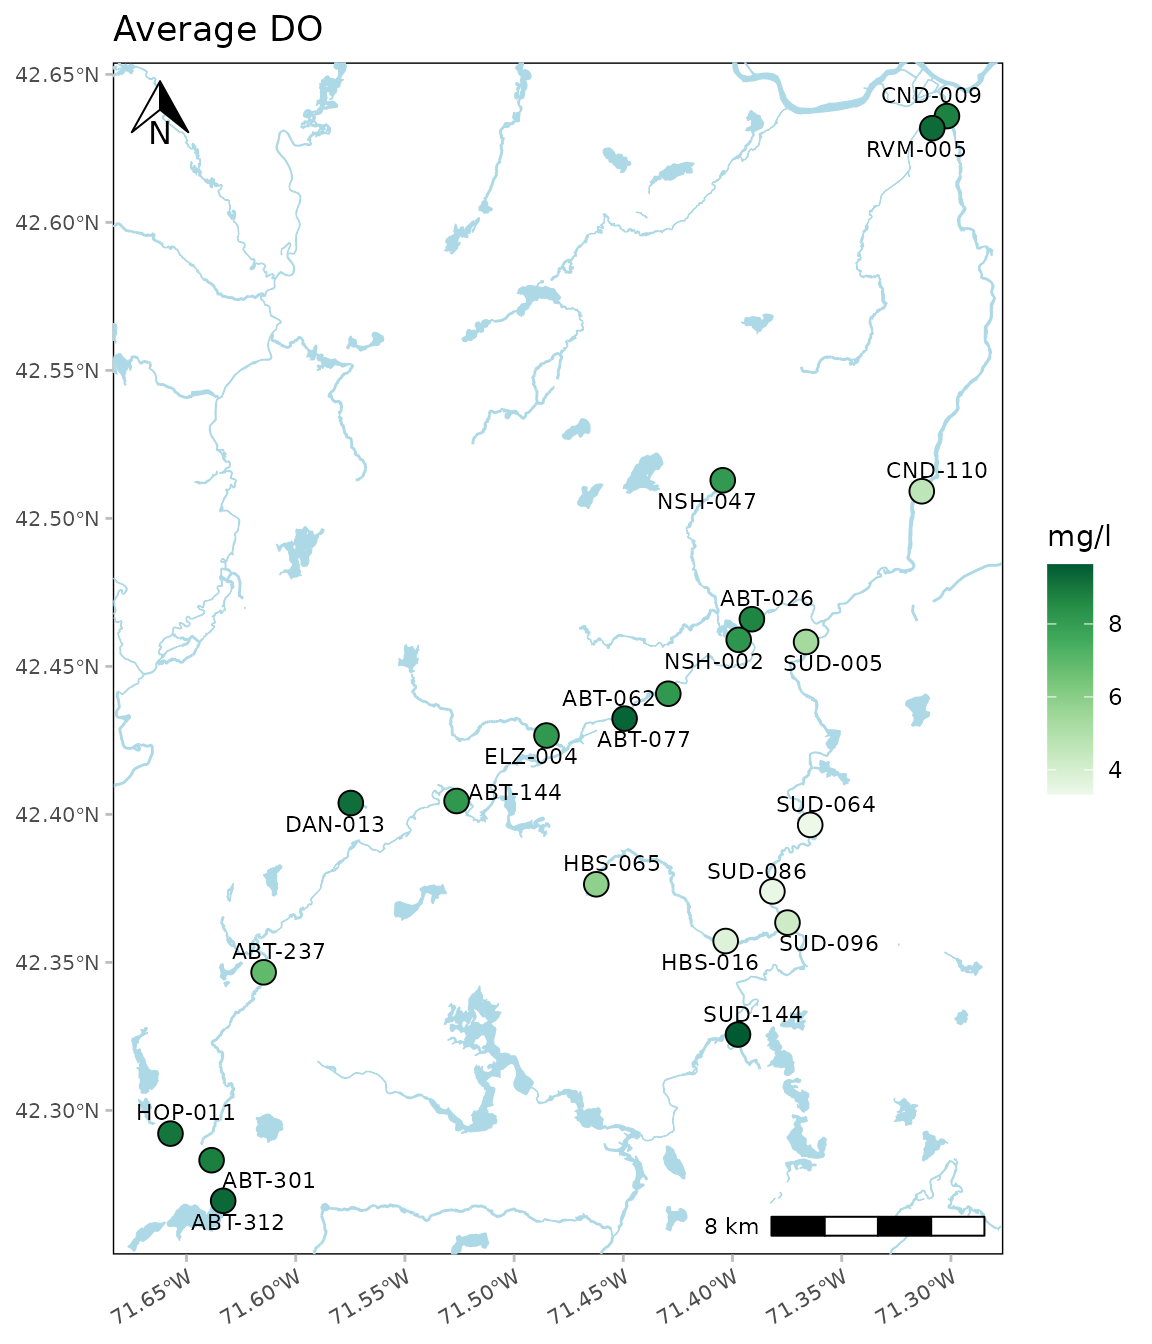 Average DO
42.65°N
42.60°N
42.55°N
42.50°N
42.45°N
42.40°N
42.35°N
42.30°N
N
CND-009
RVM-005
CND-110
NSH-047
ABT-026
NSH-002
SUD-005
ABT-062
ABT-077
ELZ-004
ABT-144
DAN-013
SUD-064
HBS-065
SUD-086
SUD-096
HBS-016
ABT-237
SUD-144
HOP-011
ABT-301
ABT-312
8 km
mg/l
8
6
4
71.65°W
71.60°W
71.55°W
71.50°W
71.45°W
71.40°W
71.35°W
71.30°W